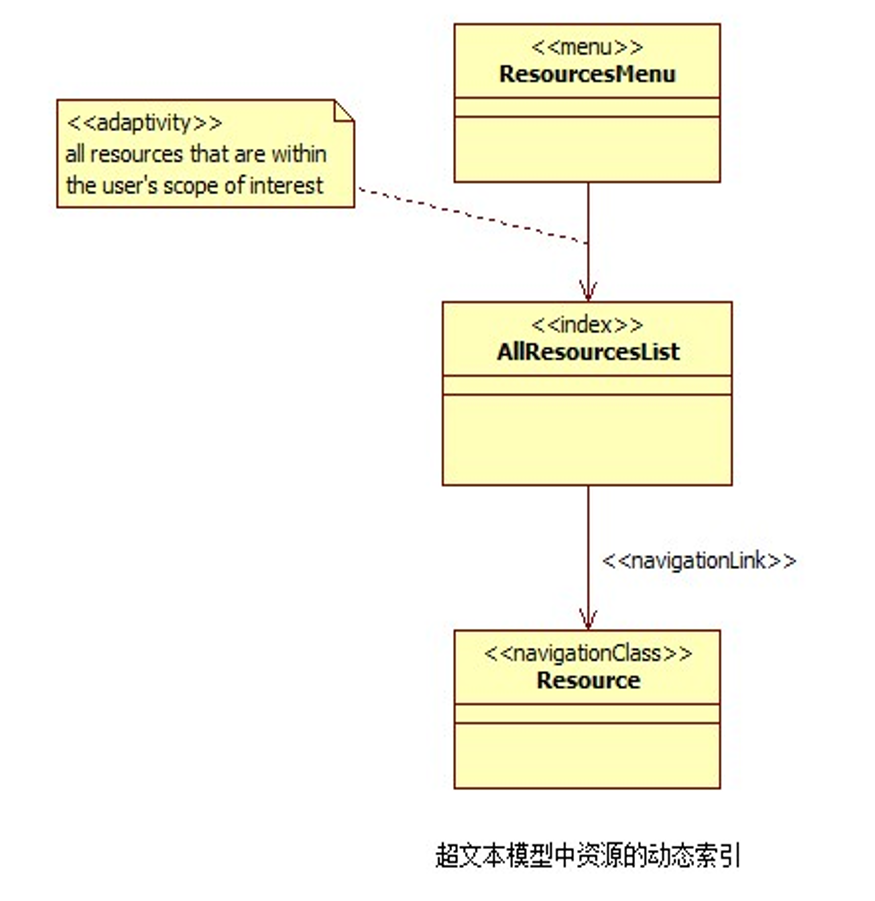 <<menu>>
ResourcesMenu
<<adaptivity>>
all resources that are within
the user's scope of interest
<<index>>
AllResourcesList
<<navigationLink>>
<<navigationClass>>
Resource
超文本模型中资源的动态索引